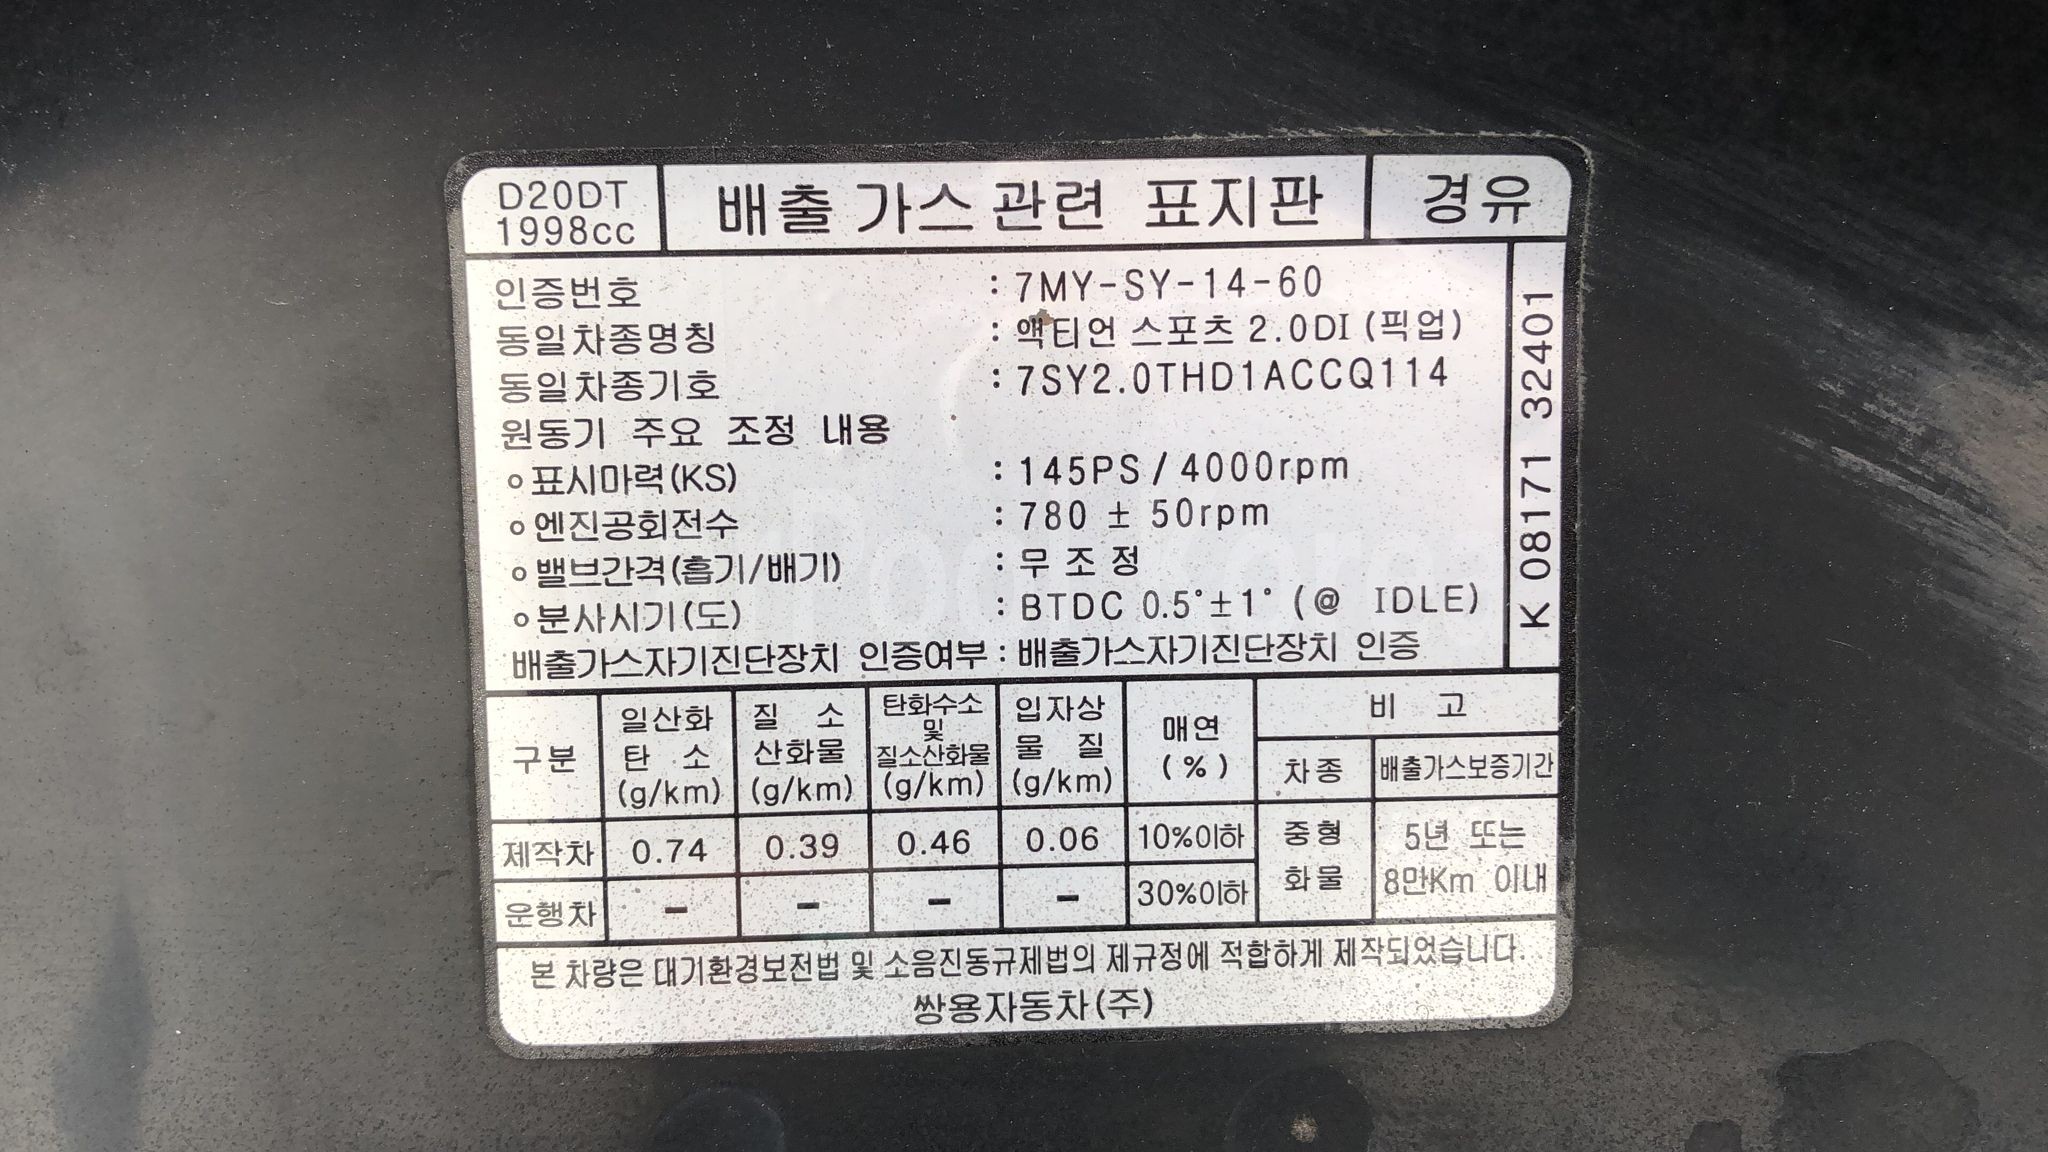 D20DT
1998cc
배출 가스 관련 표지판
경유
인증번호 : 7MY-SY-14-60
동일차종명칭 : 액티언 스포츠 2.0DI (픽업)
동일차종기호 : 7SY2.0THD1ACCQ114
원동기 주요 조정 내용
ㅇ표시마력(KS) : 145PS / 4000rpm
ㅇ엔진공회전수 : 780 ± 50rpm
ㅇ밸브간격(흡기/배기) : 무 조 정
ㅇ분사시기(도) : BTDC 0.5°±1° (@ IDLE)
배출가스자기진단장치 인증여부 : 배출가스자기진단장치 인증
K 08171 32401
구분
일산화
탄 소
(g/km)
질 소
산화물
(g/km)
탄화수소
및
질소산화물
(g/km)
입자상
물 질
(g/km)
매연
(%)
비 고
차종
배출가스보증기간
제작차 0.74 0.39 0.46 0.06 10%이하
운행차 - - - - 30%이하
중형
화물
5년 또는
8만Km 이내
본 차량은 대기환경보전법 및 소음진동규제법의 제규정에 적합하게 제작되었습니다.
쌍용자동차(주)